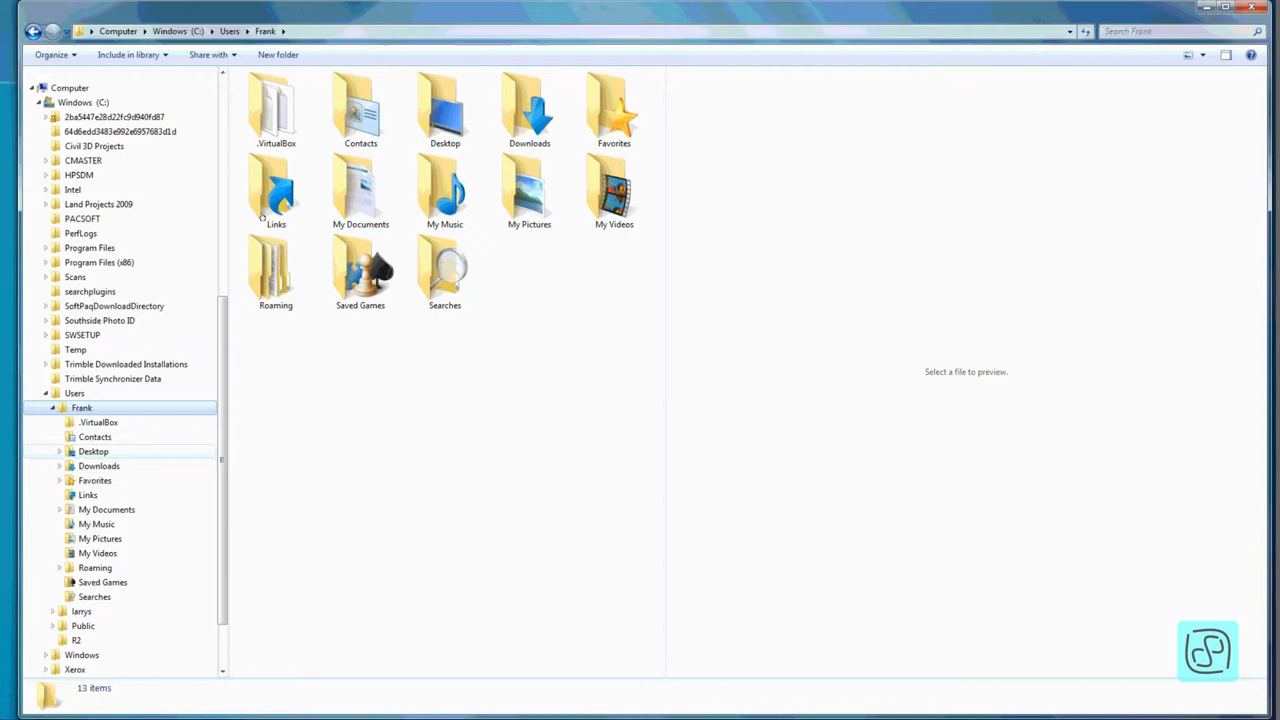 Computer Windows (C:) Users Frank
Search Frank
Organize Include in library Share with New folder
Computer
Windows (C:)
2ba5447e28d22fc9d940fd87
64d6edd3483e992e6957683d1d
Civil 3D Projects
CMASTER
HPSDM
Intel
Land Projects 2009
PACSOFT
PerfLogs
Program Files
Program Files (x86)
Scans
searchplugins
SoftPaqDownloadDirectory
Southside Photo ID
SWSETUP
Temp
Trimble Downloaded Installations
Trimble Synchronizer Data
Users
Frank
.VirtualBox
Contacts
Desktop
Downloads
Favorites
Links
My Documents
My Music
My Pictures
My Videos
Roaming
Saved Games
Searches
larrys
Public
R2
Windows
Xerox
.VirtualBox Contacts Desktop Downloads Favorites
Links My Documents My Music My Pictures My Videos
Roaming Saved Games Searches
Select a file to preview.
13 items